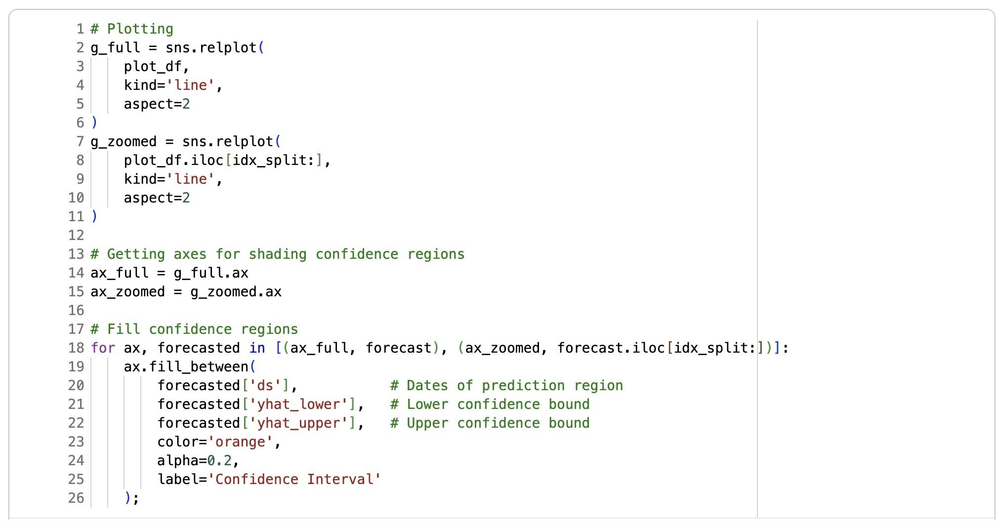 1 # Plotting
2 g_full = sns.relplot(
3     plot_df,
4     kind='line',
5     aspect=2
6 )
7 g_zoomed = sns.relplot(
8     plot_df.iloc[idx_split:],
9     kind='line',
10     aspect=2
11 )
12
13 # Getting axes for shading confidence regions
14 ax_full = g_full.ax
15 ax_zoomed = g_zoomed.ax
16
17 # Fill confidence regions
18 for ax, forecasted in [(ax_full, forecast), (ax_zoomed, forecast.iloc[idx_split:])]:
19     ax.fill_between(
20         forecasted['ds'],           # Dates of prediction region
21         forecasted['yhat_lower'],   # Lower confidence bound
22         forecasted['yhat_upper'],   # Upper confidence bound
23         color='orange',
24         alpha=0.2,
25         label='Confidence Interval'
26     );